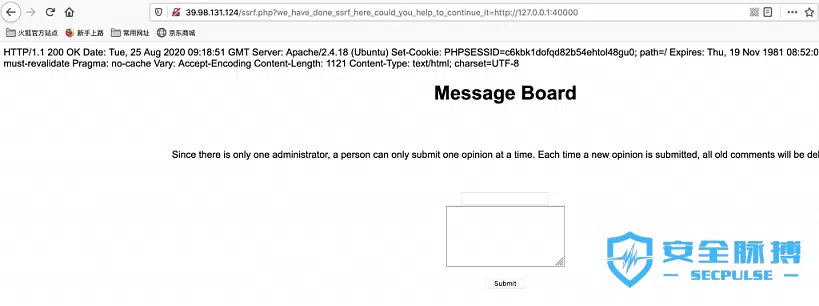 39.98.131.124/ssrf.php?we_have_done_ssrf_here_could_you_help_to_continue_it=http://127.0.0.1:40000
火狐官方站点 新手上路 常用网址 京东商城
HTTP/1.1 200 OK Date: Tue, 25 Aug 2020 09:18:51 GMT Server: Apache/2.4.18 (Ubuntu) Set-Cookie: PHPSESSID=c6kbk1dofqd82b54ehtol48gu0; path=/ Expires: Thu, 19 Nov 1981 08:52:0
must-revalidate Pragma: no-cache Vary: Accept-Encoding Content-Length: 1121 Content-Type: text/html; charset=UTF-8
Message Board
Since there is only one administrator, a person can only submit one opinion at a time. Each time a new opinion is submitted, all old comments will be del
Submit
安全脉搏
SECPULSE